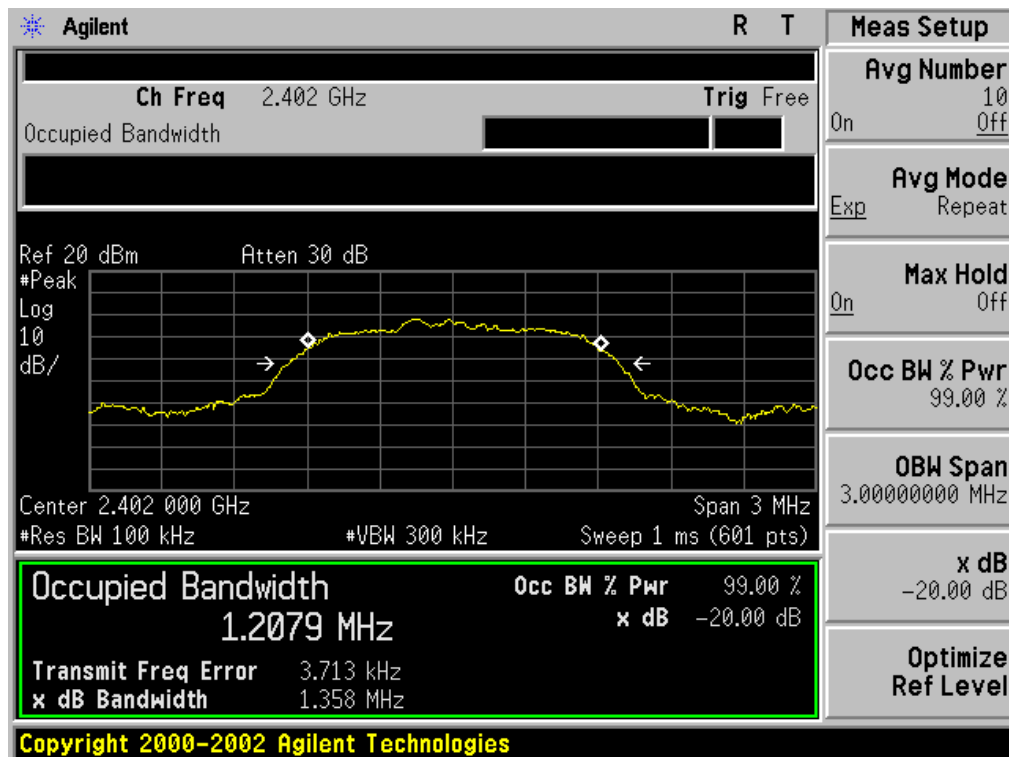 Agilent R T
Ch Freq 2.402 GHz Trig Free
Occupied Bandwidth
Ref 20 dBm Atten 30 dB
#Peak
Log
10
dB/
Center 2.402 000 GHz Span 3 MHz
#Res BW 100 kHz #VBW 300 kHz Sweep 1 ms (601 pts)
Occupied Bandwidth Occ BW % Pwr 99.00 %
1.2079 MHz x dB -20.00 dB
Transmit Freq Error 3.713 kHz
x dB Bandwidth 1.358 MHz
Copyright 2000-2002 Agilent Technologies
Meas Setup
Avg Number
10
On Off
Avg Mode
Exp Repeat
Max Hold
On Off
Occ BW % Pwr
99.00 %
OBW Span
3.00000000 MHz
x dB
-20.00 dB
Optimize
Ref Level